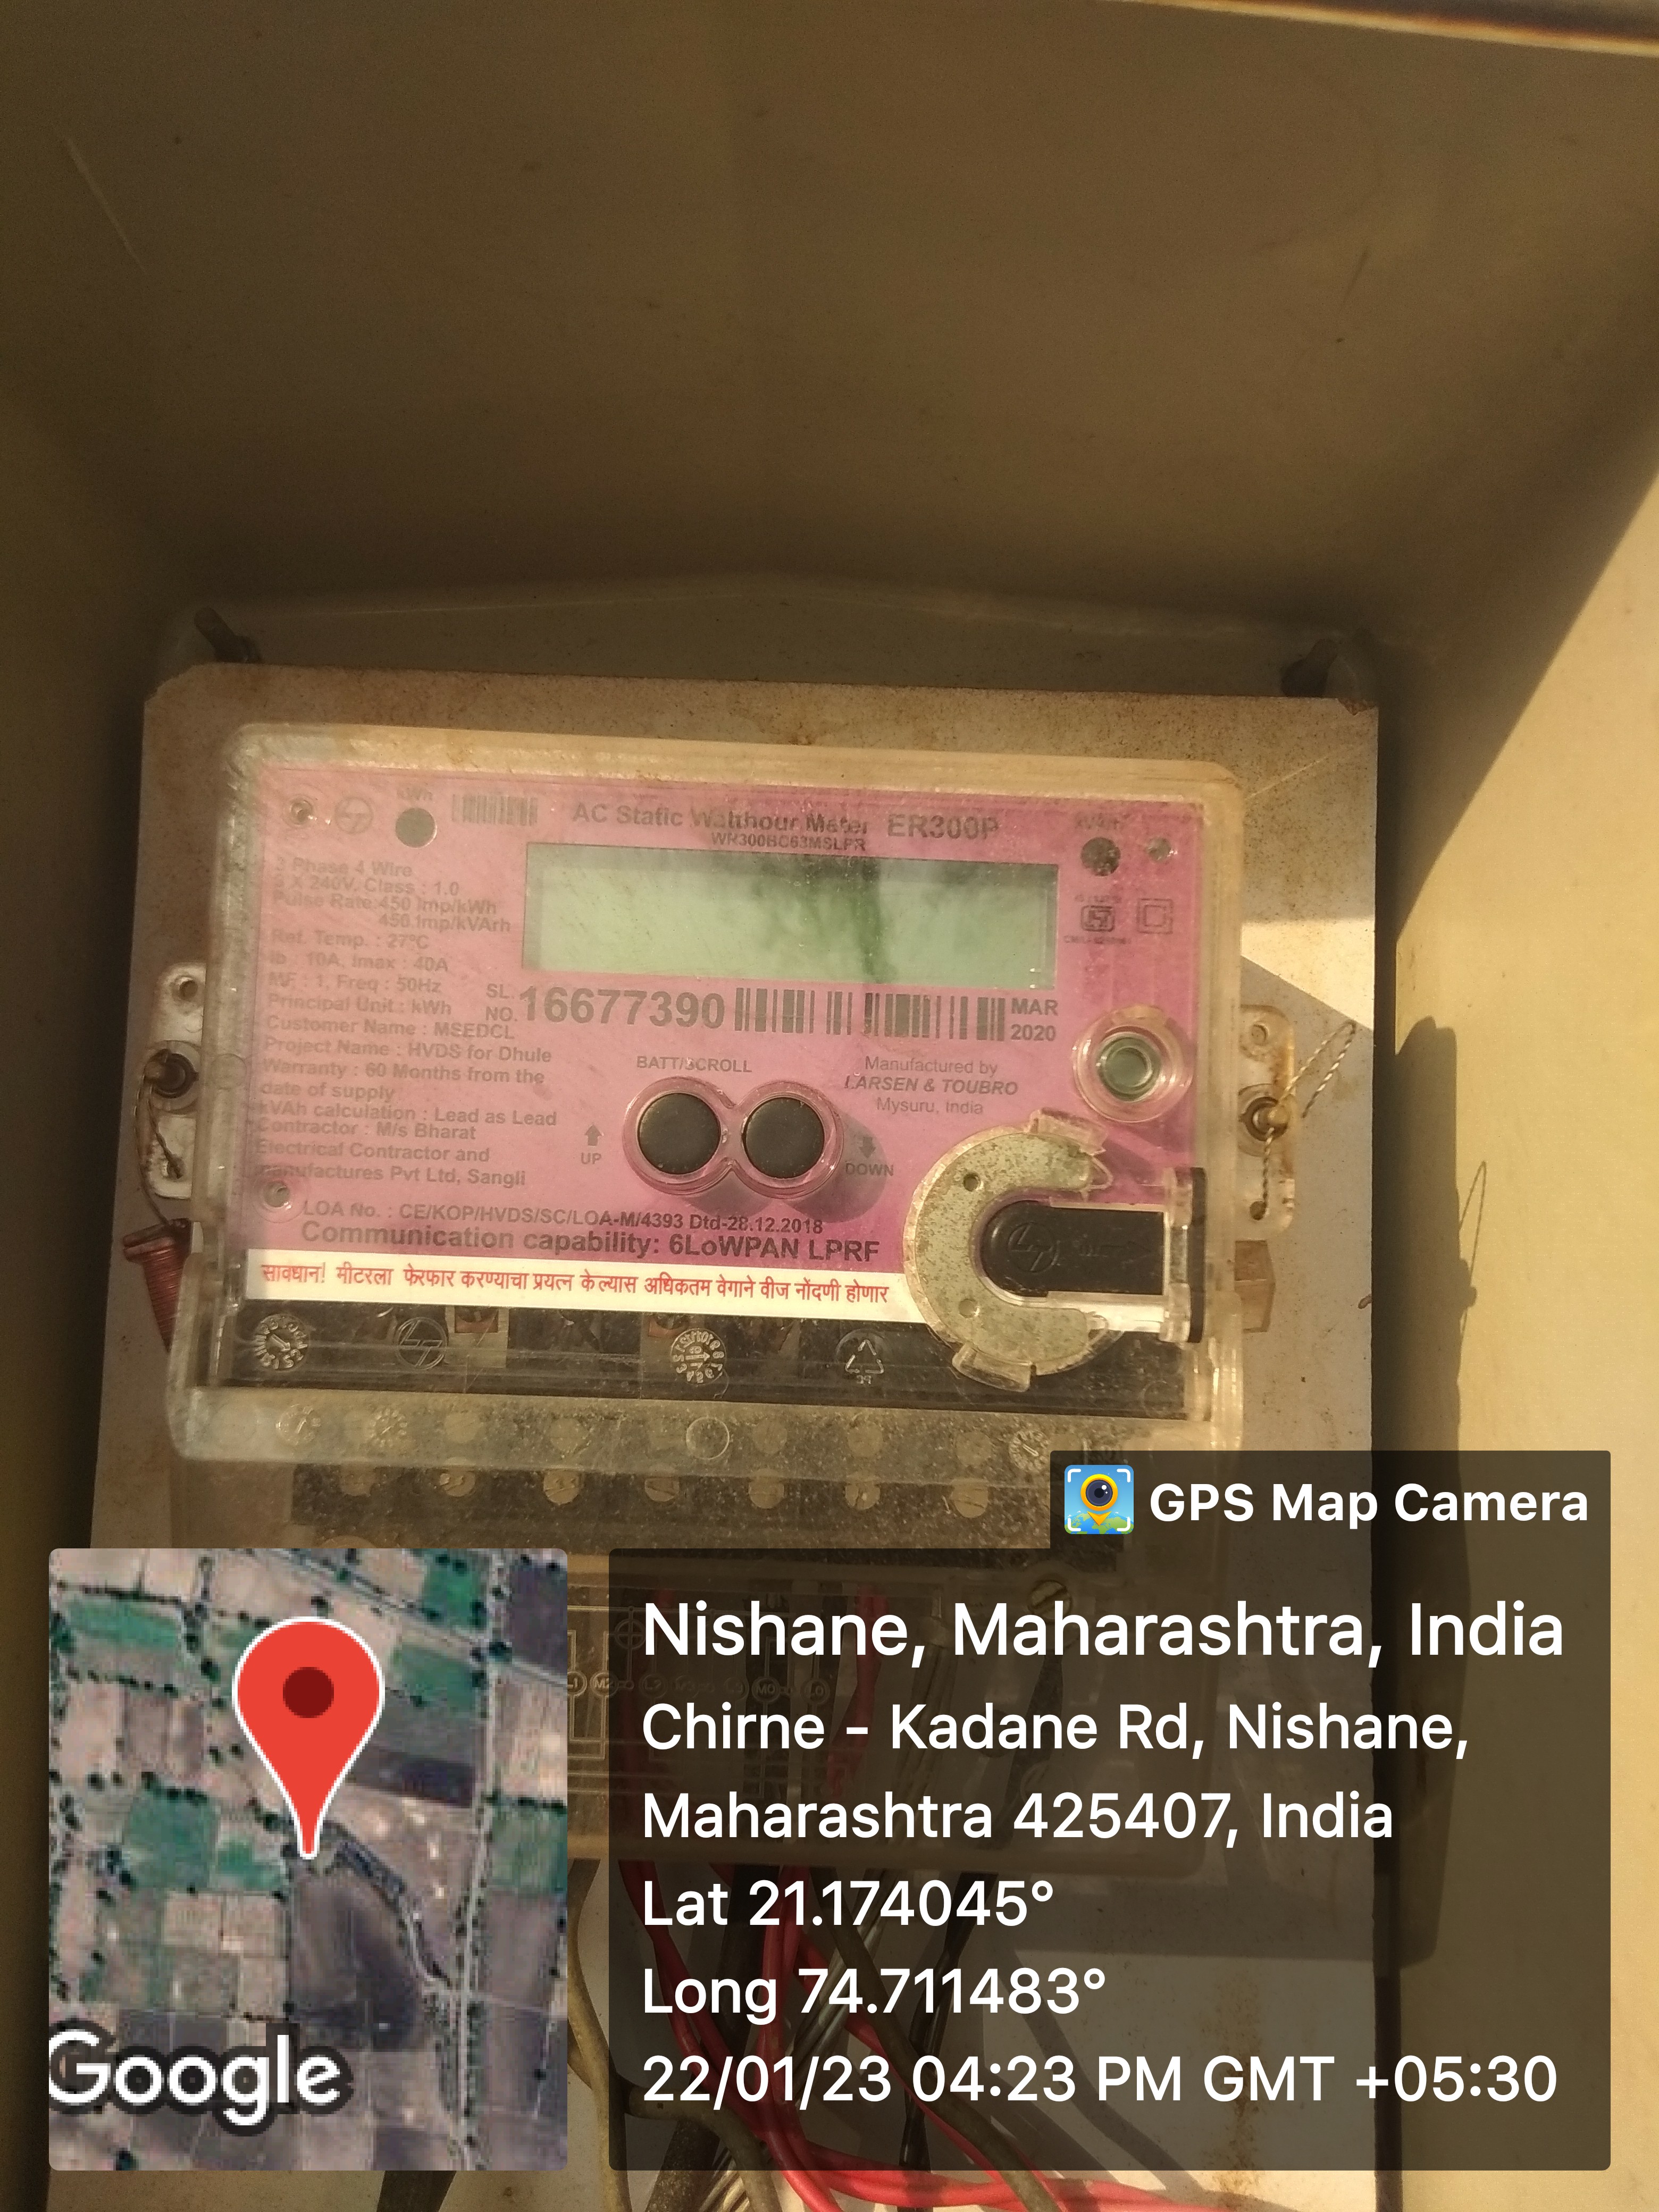 kWh
AC Static Watthour Meter ER300P
WR300BC63MSLPR
3 Phase 4 Wire
3 X 240V, Class : 1.0
Pulse Rate:450 Imp/kWh
450 Imp/kVArh
Ref. Temp. : 27°C
Ib : 10A, Imax : 40A
MF : 1, Freq : 50Hz
Principal Unit : kWh
Customer Name : MSEDCL
Project Name : HVDS for Dhule
Warranty : 60 Months from the
date of supply
kVAh calculation : Lead as Lead
Contractor : M/s Bharat
Electrical Contractor and
manufactures Pvt Ltd, Sangli
SL.
NO. 16677390
MAR
2020
BATT/SCROLL
UP
DOWN
Manufactured by
LARSEN & TOUBRO
Mysuru, India
LOA No. : CE/KOP/HVDS/SC/LOA-M/4393 Dtd-28.12.2018
Communication capability: 6LoWPAN LPRF
सावधान! मीटरला फेरफार करण्याचा प्रयत्न केल्यास अधिकतम वेगाने वीज नोंदणी होणार
GPS Map Camera
Nishane, Maharashtra, India
Chirne - Kadane Rd, Nishane,
Maharashtra 425407, India
Lat 21.174045°
Long 74.711483°
22/01/23 04:23 PM GMT +05:30
Google